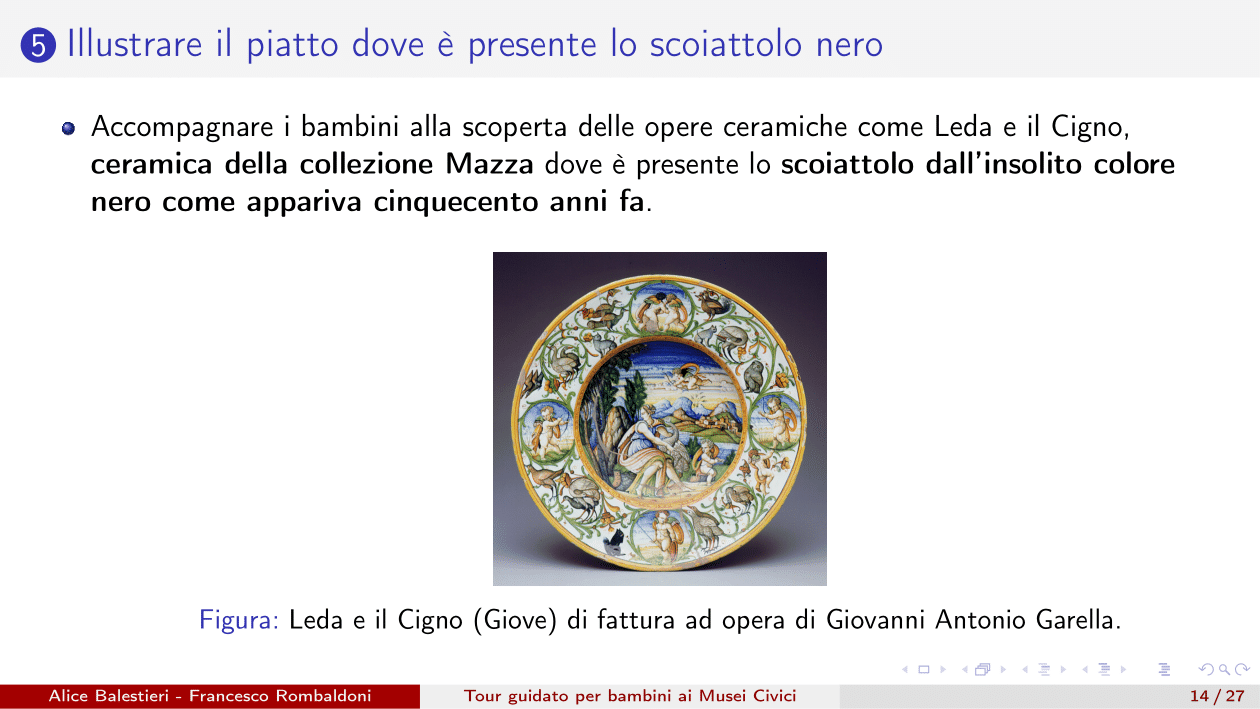 5 Illustrare il piatto dove è presente lo scoiattolo nero
Accompagnare i bambini alla scoperta delle opere ceramiche come Leda e il Cigno,
ceramica della collezione Mazza dove è presente lo scoiattolo dall'insolito colore
nero come appariva cinquecento anni fa.
Figura: Leda e il Cigno (Giove) di fattura ad opera di Giovanni Antonio Garella.
Alice Balestieri - Francesco Rombaldoni
Tour guidato per bambini ai Musei Civici
14 / 27